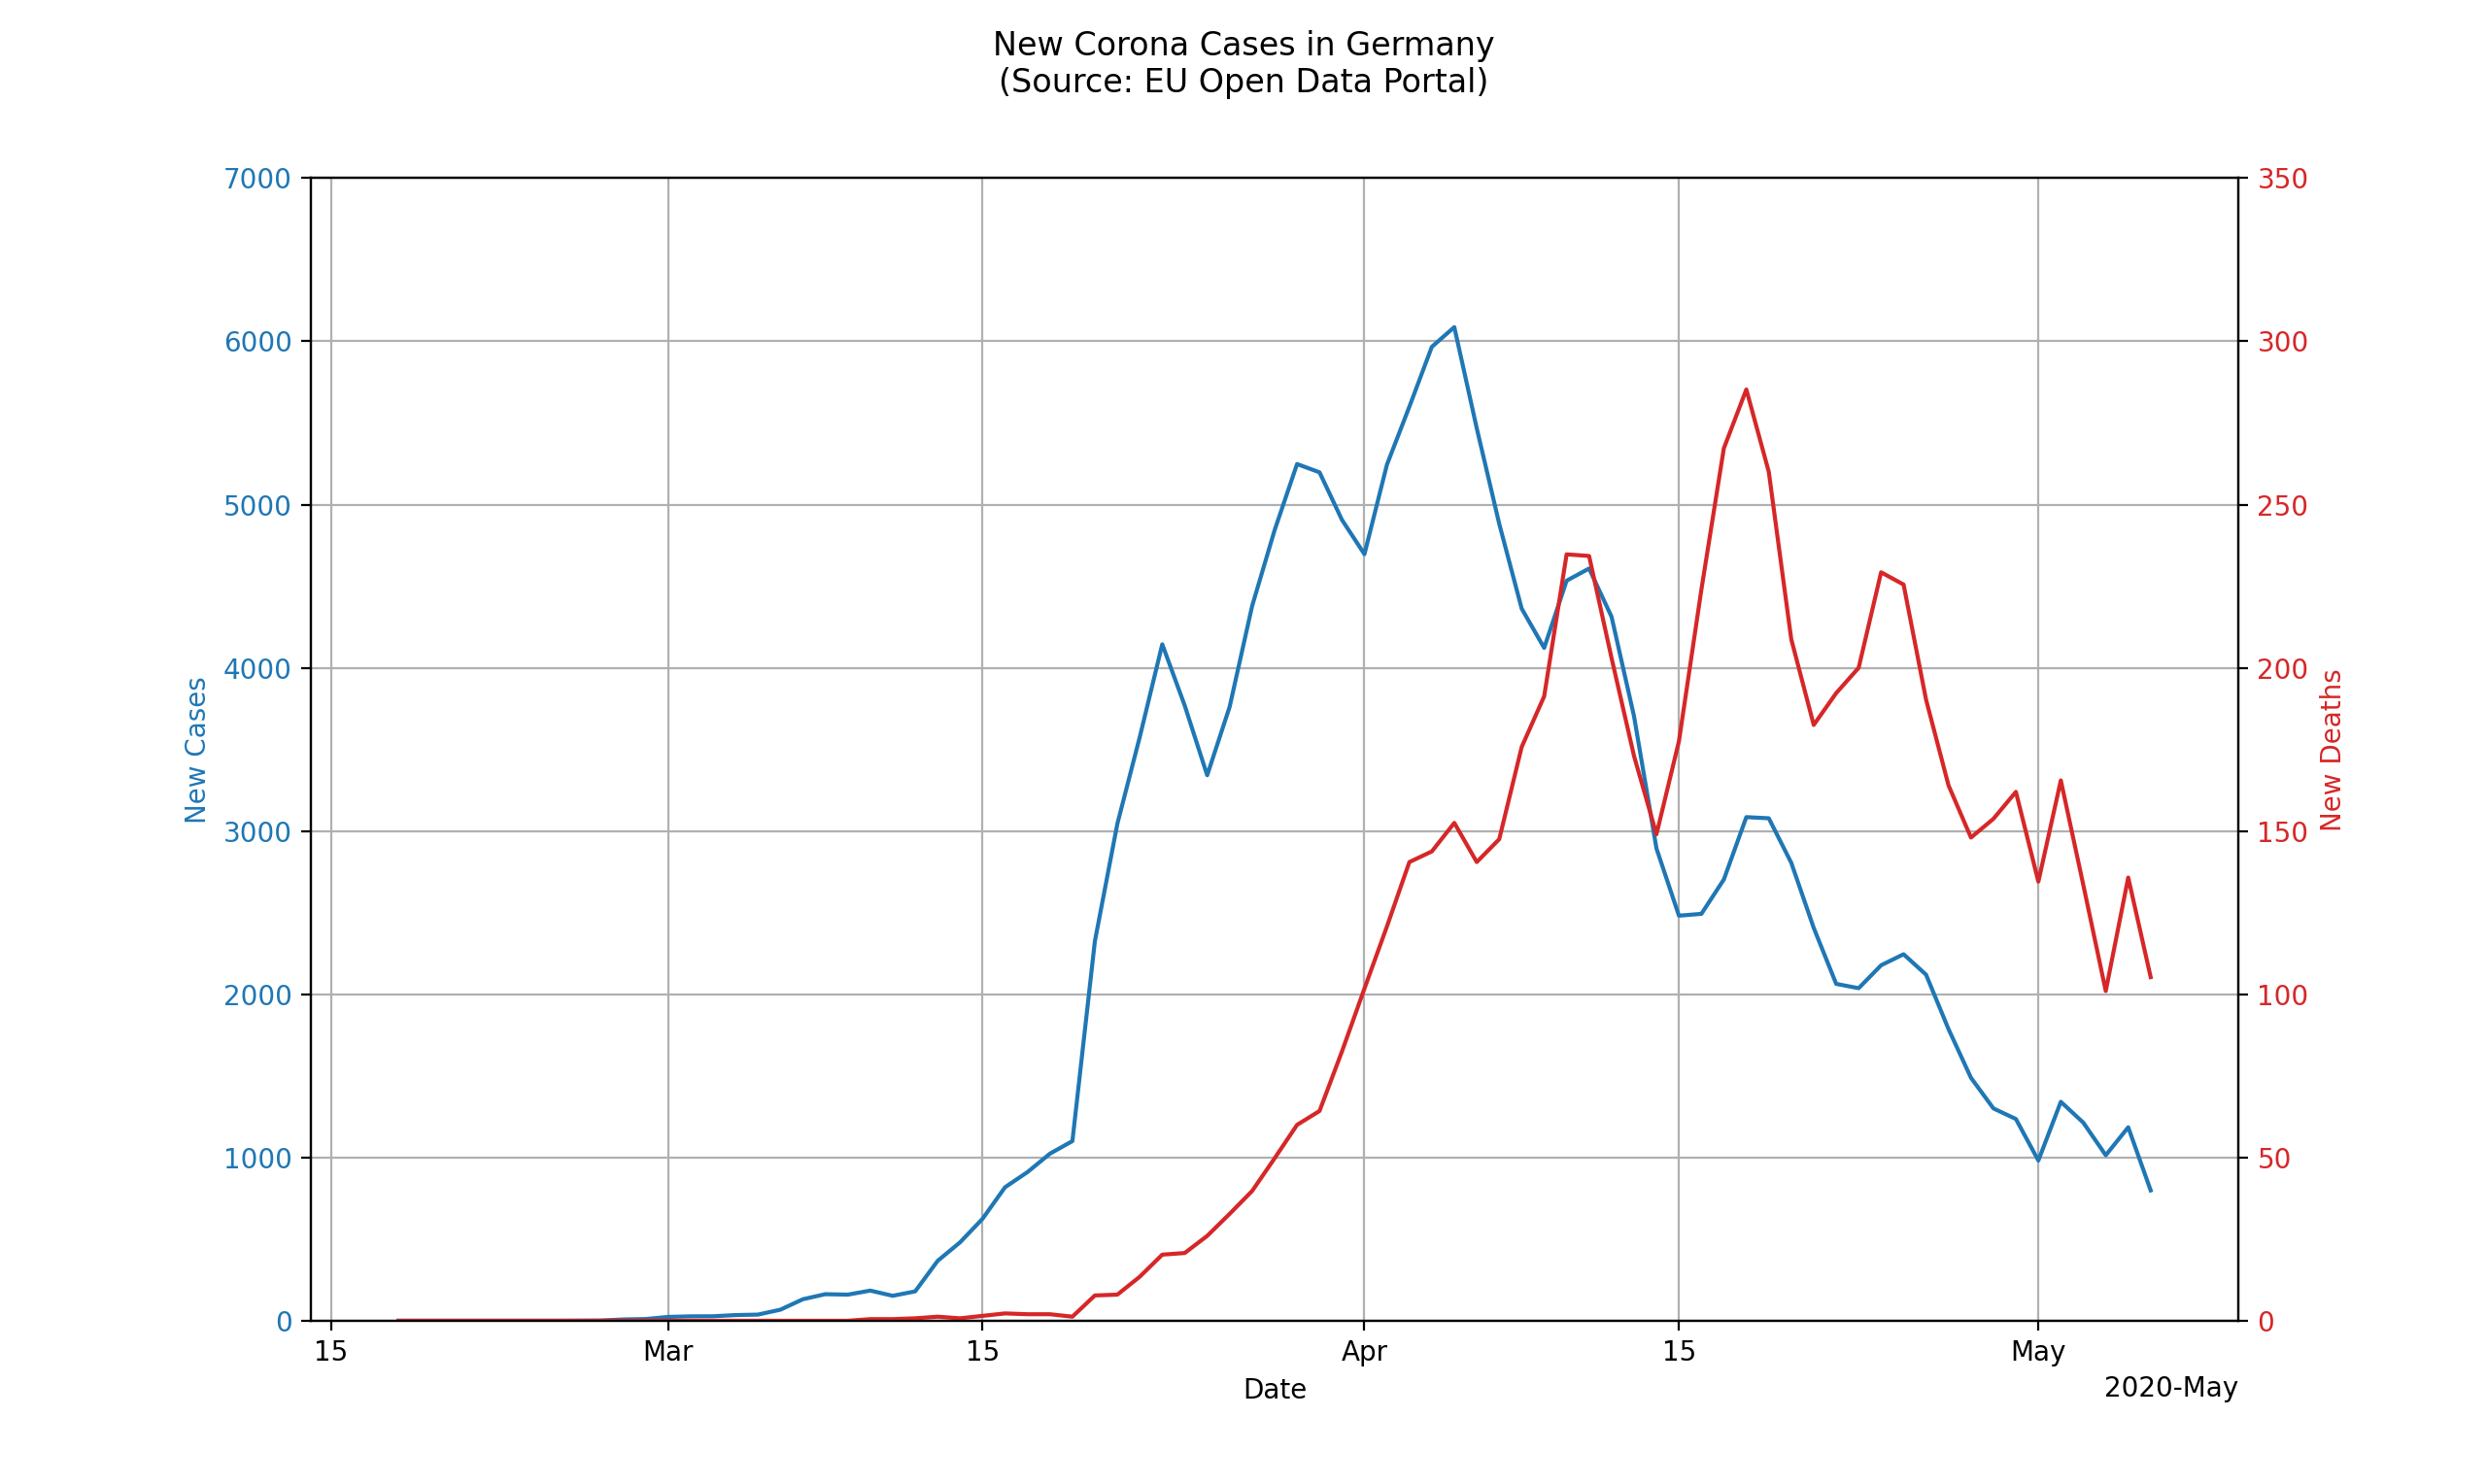 New Corona Cases in Germany
(Source: EU Open Data Portal)
7000
6000
5000
4000
3000
2000
1000
0
New Cases
350
300
250
200
150
100
50
0
New Deaths
15
Mar
15
Apr
15
May
Date
2020-May